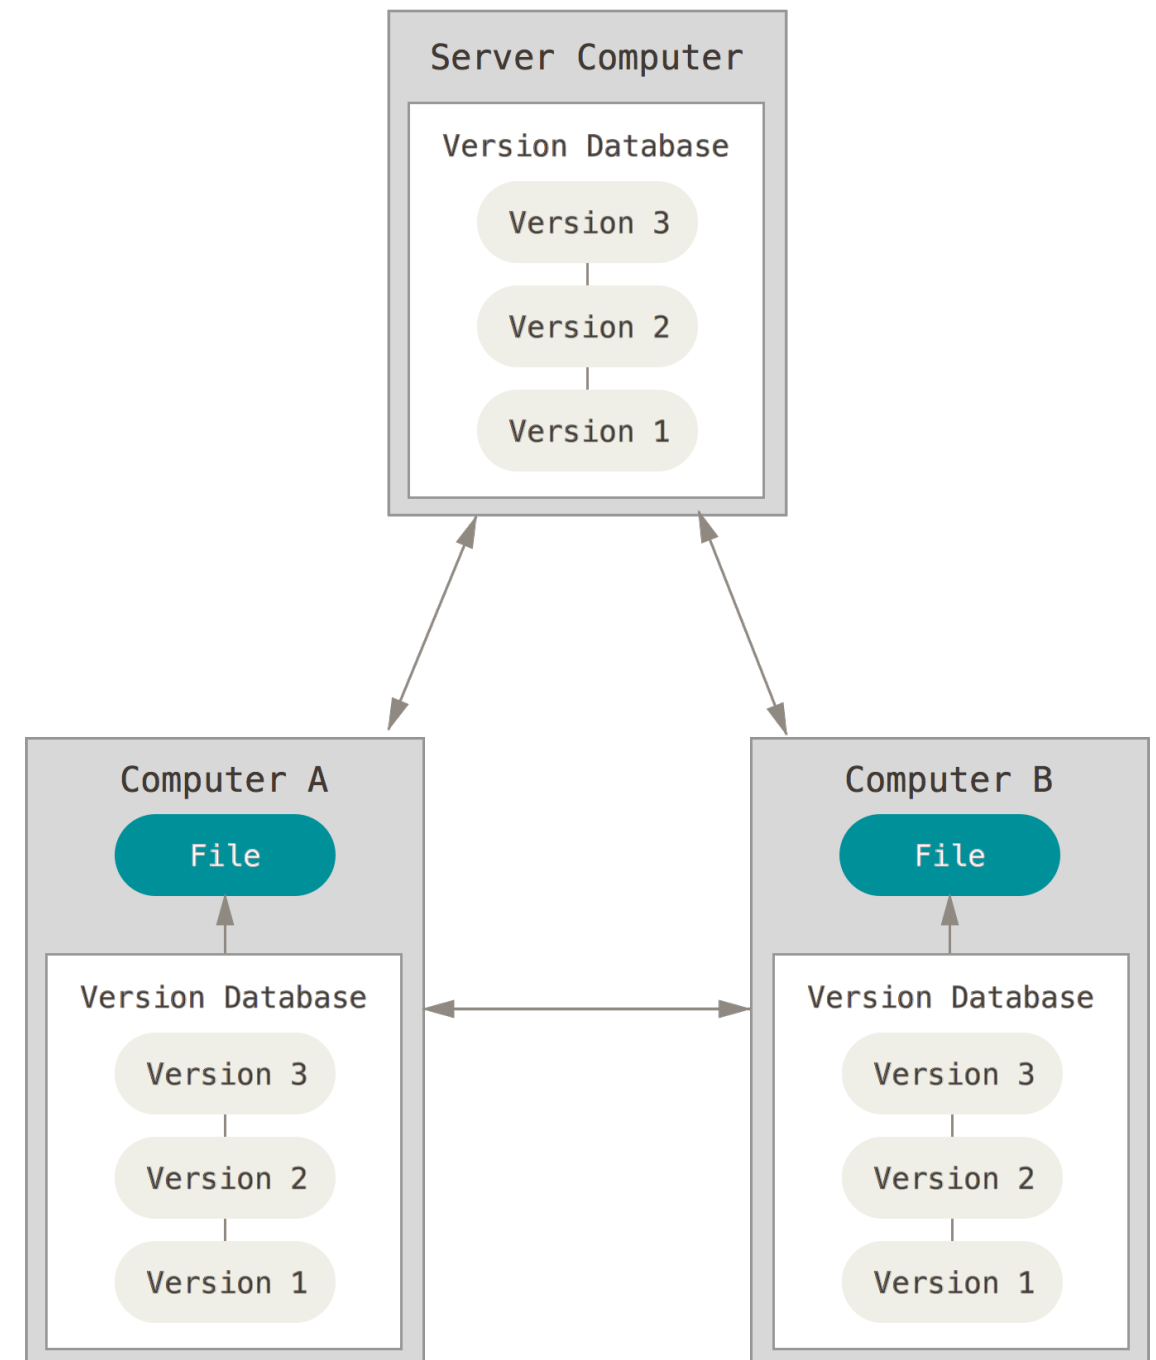 Server Computer
Version Database
Version 3
Version 2
Version 1
Computer A
File
Version Database
Version 3
Version 2
Version 1
Computer B
File
Version Database
Version 3
Version 2
Version 1